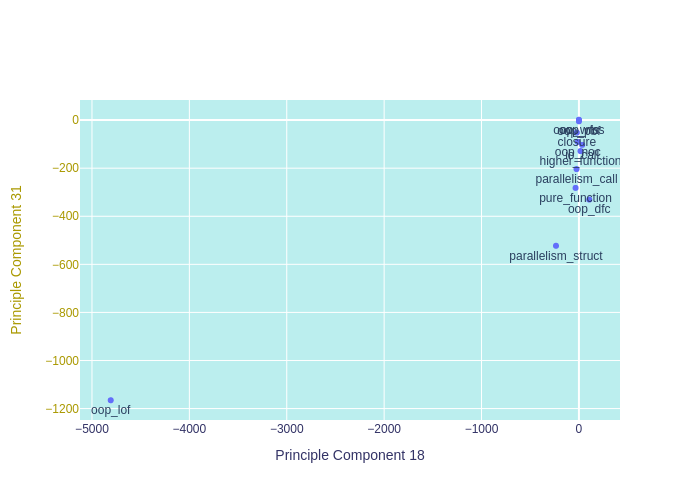 0
−200
−400
−600
−800
−1000
−1200
closure
higher_function
parallelism_call
pure_function
oop_dfc
parallelism_struct
oop_lof
−5000
−4000
−3000
−2000
−1000
0
Principle Component 18
Principle Component 31